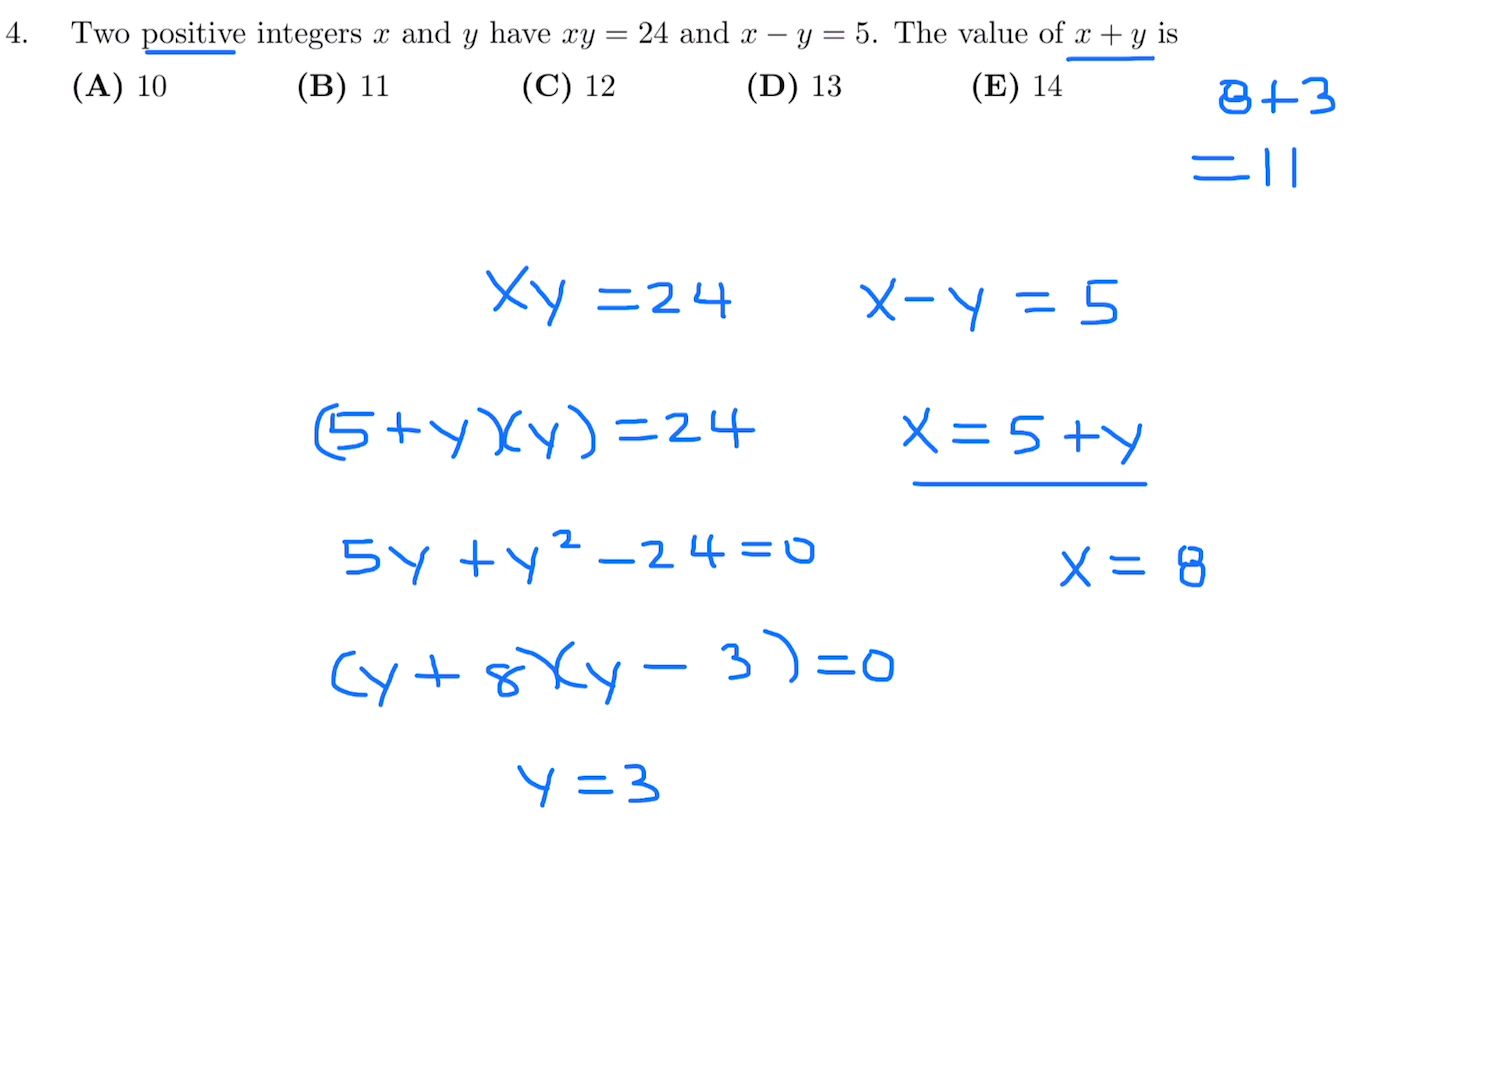 4. Two positive integers x and y have xy = 24 and x − y = 5. The value of x + y is
(A) 10 (B) 11 (C) 12 (D) 13 (E) 14
8+3
=11
xy =24 x-y = 5
(5+y)(y)=24 x=5+y
5y+y²-24=0 x= 8
(y+8)(y-3)=0
y=3